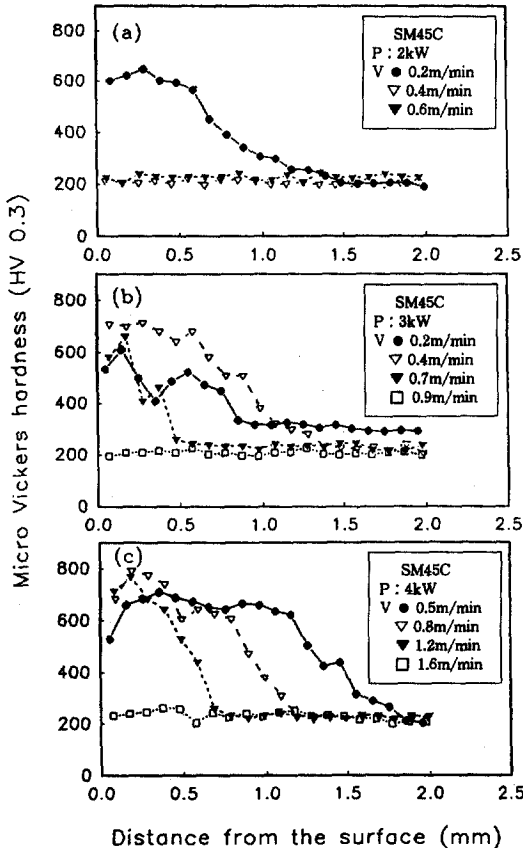 Micro Vickers hardness (HV 0.3)
(a)
SM45C
P : 2kW
V ● 0.2m/min
▽ 0.4m/min
▼ 0.6m/min
800
600
400
200
0
0.0 0.5 1.0 1.5 2.0 2.5
(b)
SM45C
P : 3kW
V ● 0.2m/min
▽ 0.4m/min
▼ 0.7m/min
□ 0.9m/min
800
600
400
200
0
0.0 0.5 1.0 1.5 2.0 2.5
(c)
SM45C
P : 4kW
V ● 0.5m/min
▽ 0.8m/min
▼ 1.2m/min
□ 1.6m/min
800
600
400
200
0
0.0 0.5 1.0 1.5 2.0 2.5
Distance from the surface (mm)